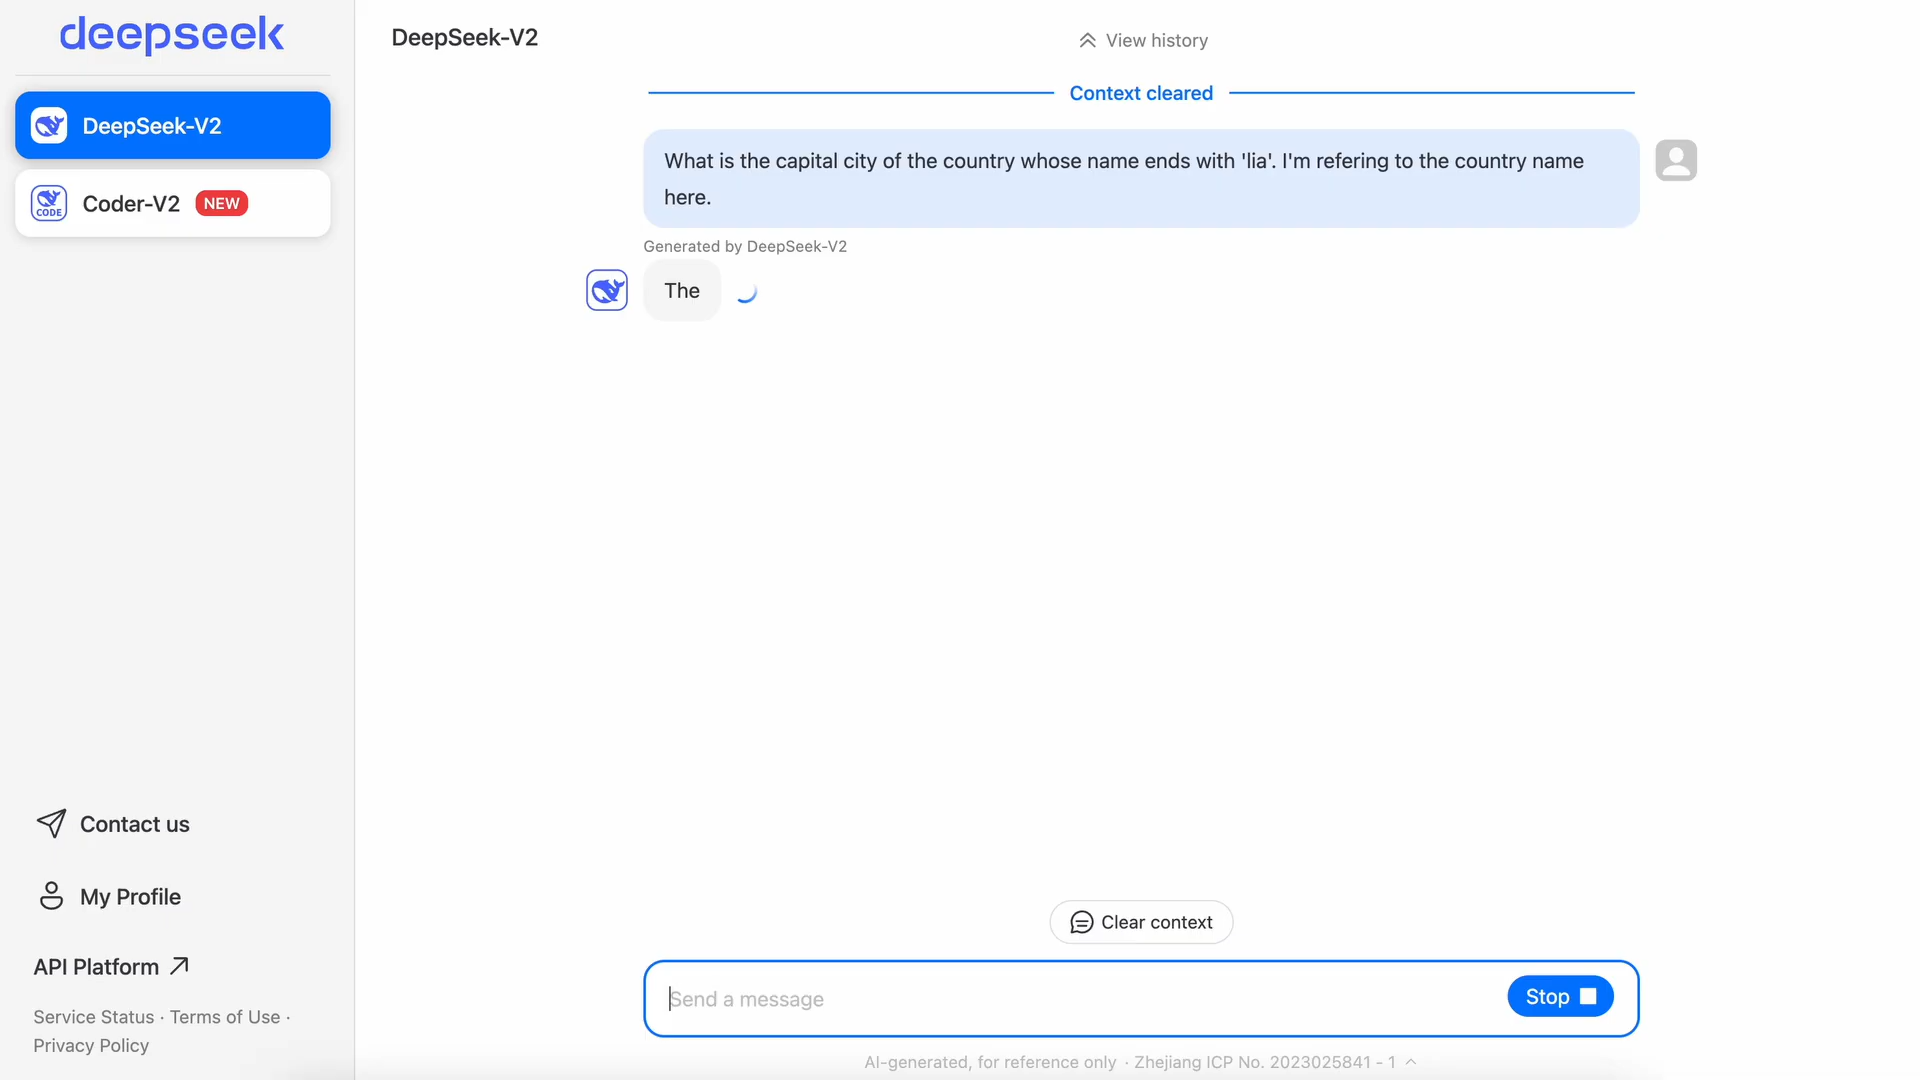 deepseek
DeepSeek-V2
CODE
Coder-V2 NEW
Contact us
My Profile
API Platform
Service Status · Terms of Use ·
Privacy Policy
DeepSeek-V2
View history
Context cleared
What is the capital city of the country whose name ends with 'lia'. I'm refering to the country name
here.
Generated by DeepSeek-V2
The
Clear context
Send a message
Stop
AI-generated, for reference only · Zhejiang ICP No. 2023025841 - 1